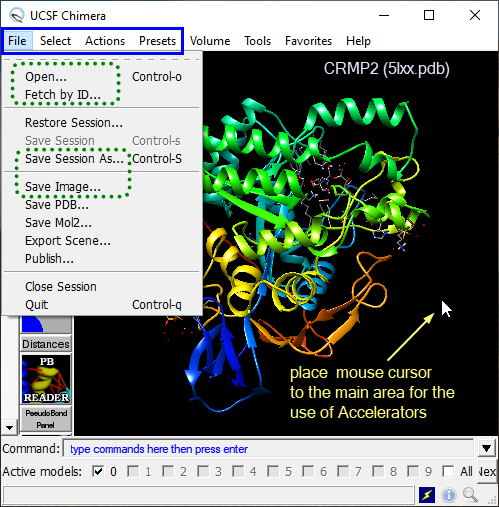 UCSF Chimera
File Select Actions Presets Volume Tools Favorites Help
CRMP2 (5lxx.pdb)
Open... Control-o
Fetch by ID...
Restore Session...
Save Session Control-s
Save Session As... Control-S
Save Image...
Save PDB...
Save Mol2...
Export Scene...
Publish...
Close Session
Quit Control-q
Distances
PB
READER
PseudoBond
Panel
place mouse cursor
to the main area for the
use of Accelerators
Command: type commands here then press enter
Active models: 0 1 2 3 4 5 6 7 8 9 All Nex